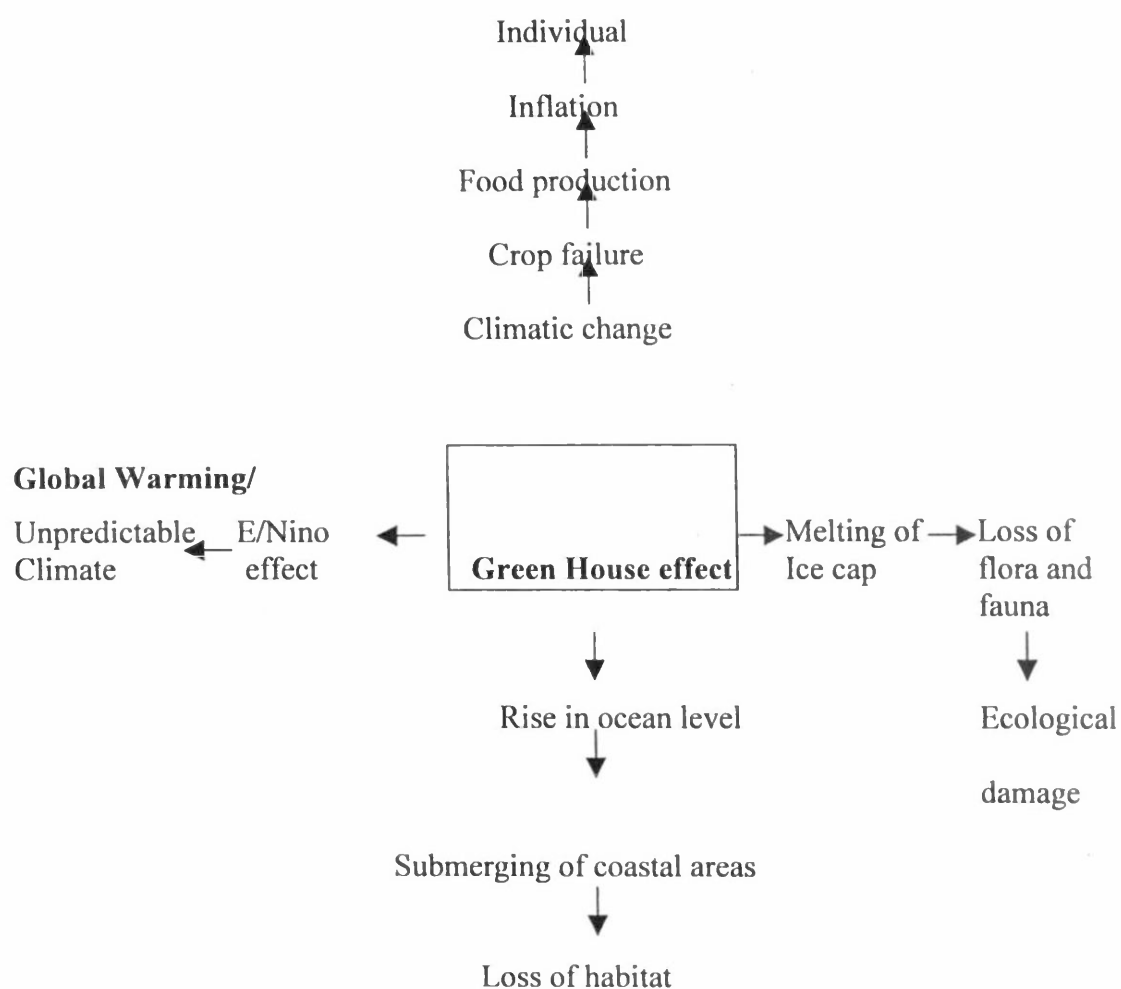 Individual
Inflation
Food production
Crop failure
Climatic change
Global Warming/
Unpredictable
Climate
E/Nino
effect
Green House effect
Melting of
Ice cap
Loss of
flora and
fauna
Rise in ocean level
Ecological
damage
Submerging of coastal areas
Loss of habitat